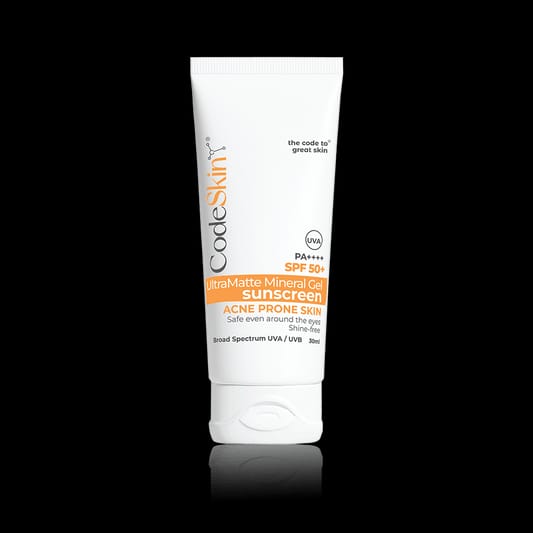 CodeSkin
the code to®
great skin
UVA
PA++++
SPF 50+
UltraMatte Mineral Gel
sunscreen
ACNE PRONE SKIN
Safe even around the eyes
Shine-free
Broad Spectrum UVA / UVB 30ml